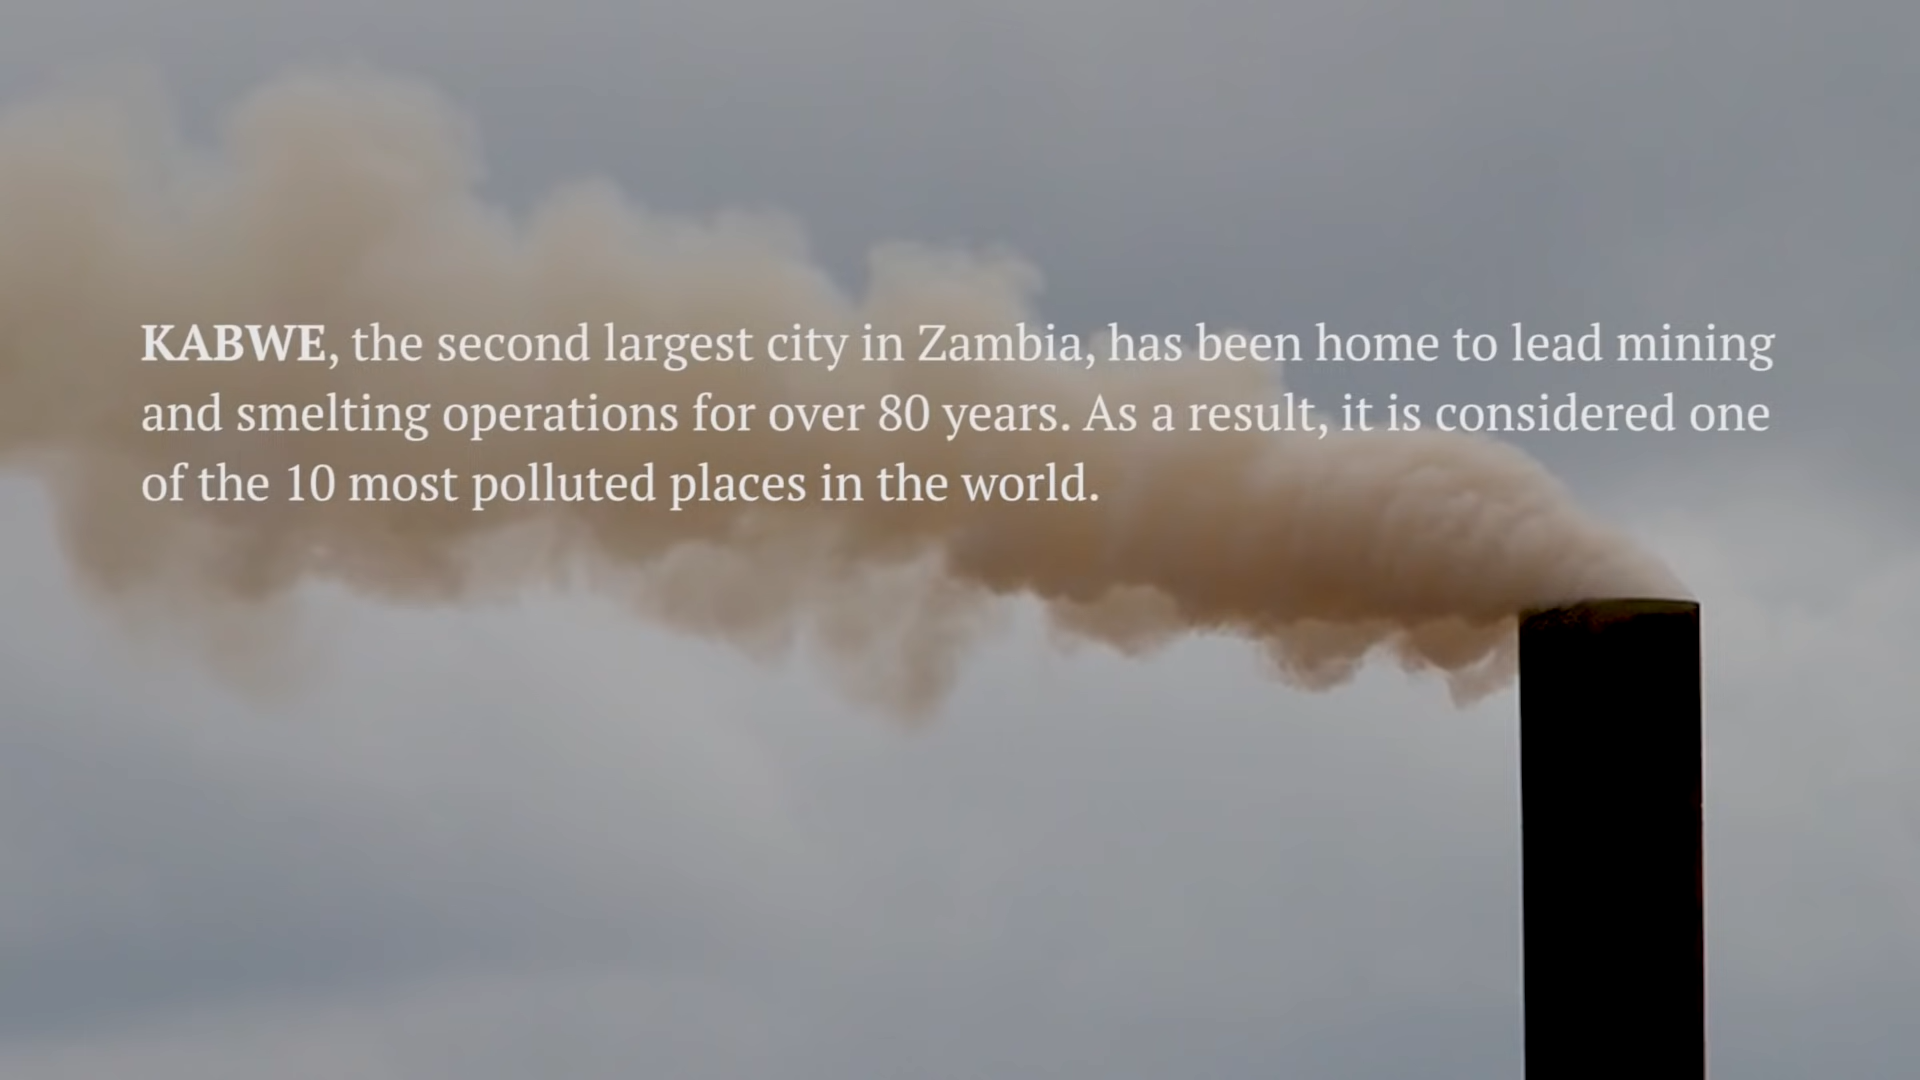 KABWE, the second largest city in Zambia, has been home to lead mining
and smelting operations for over 80 years. As a result, it is considered one
of the 10 most polluted places in the world.